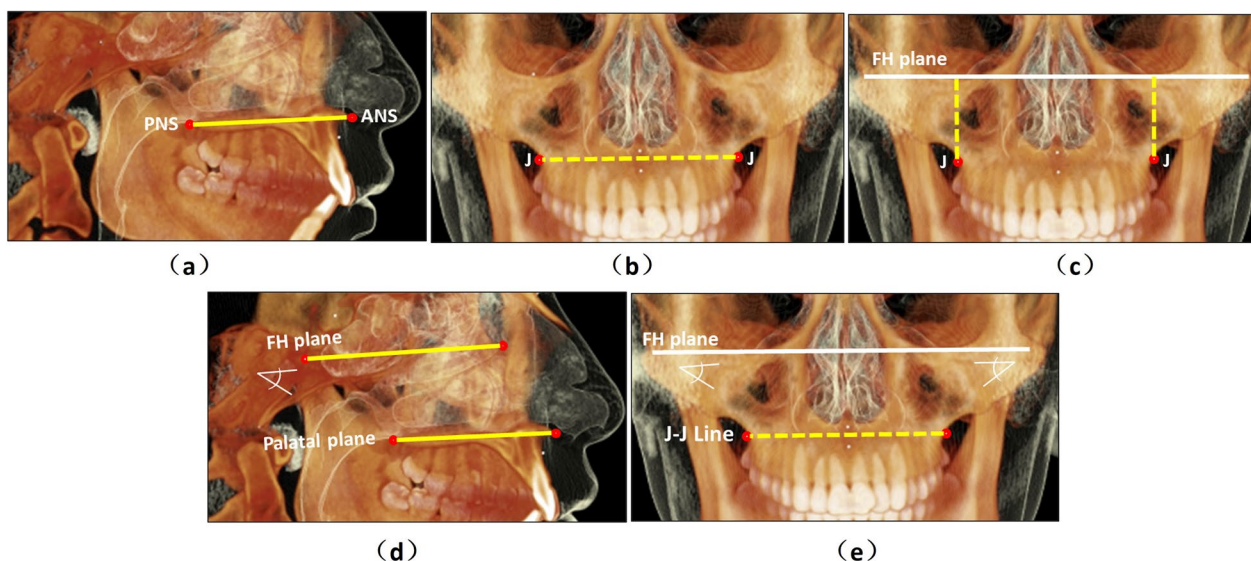 PNS
ANS
J
J
FH plane
J
J
(a)
(b)
(c)
FH plane
Palatal plane
FH plane
J-J Line
(d)
(e)